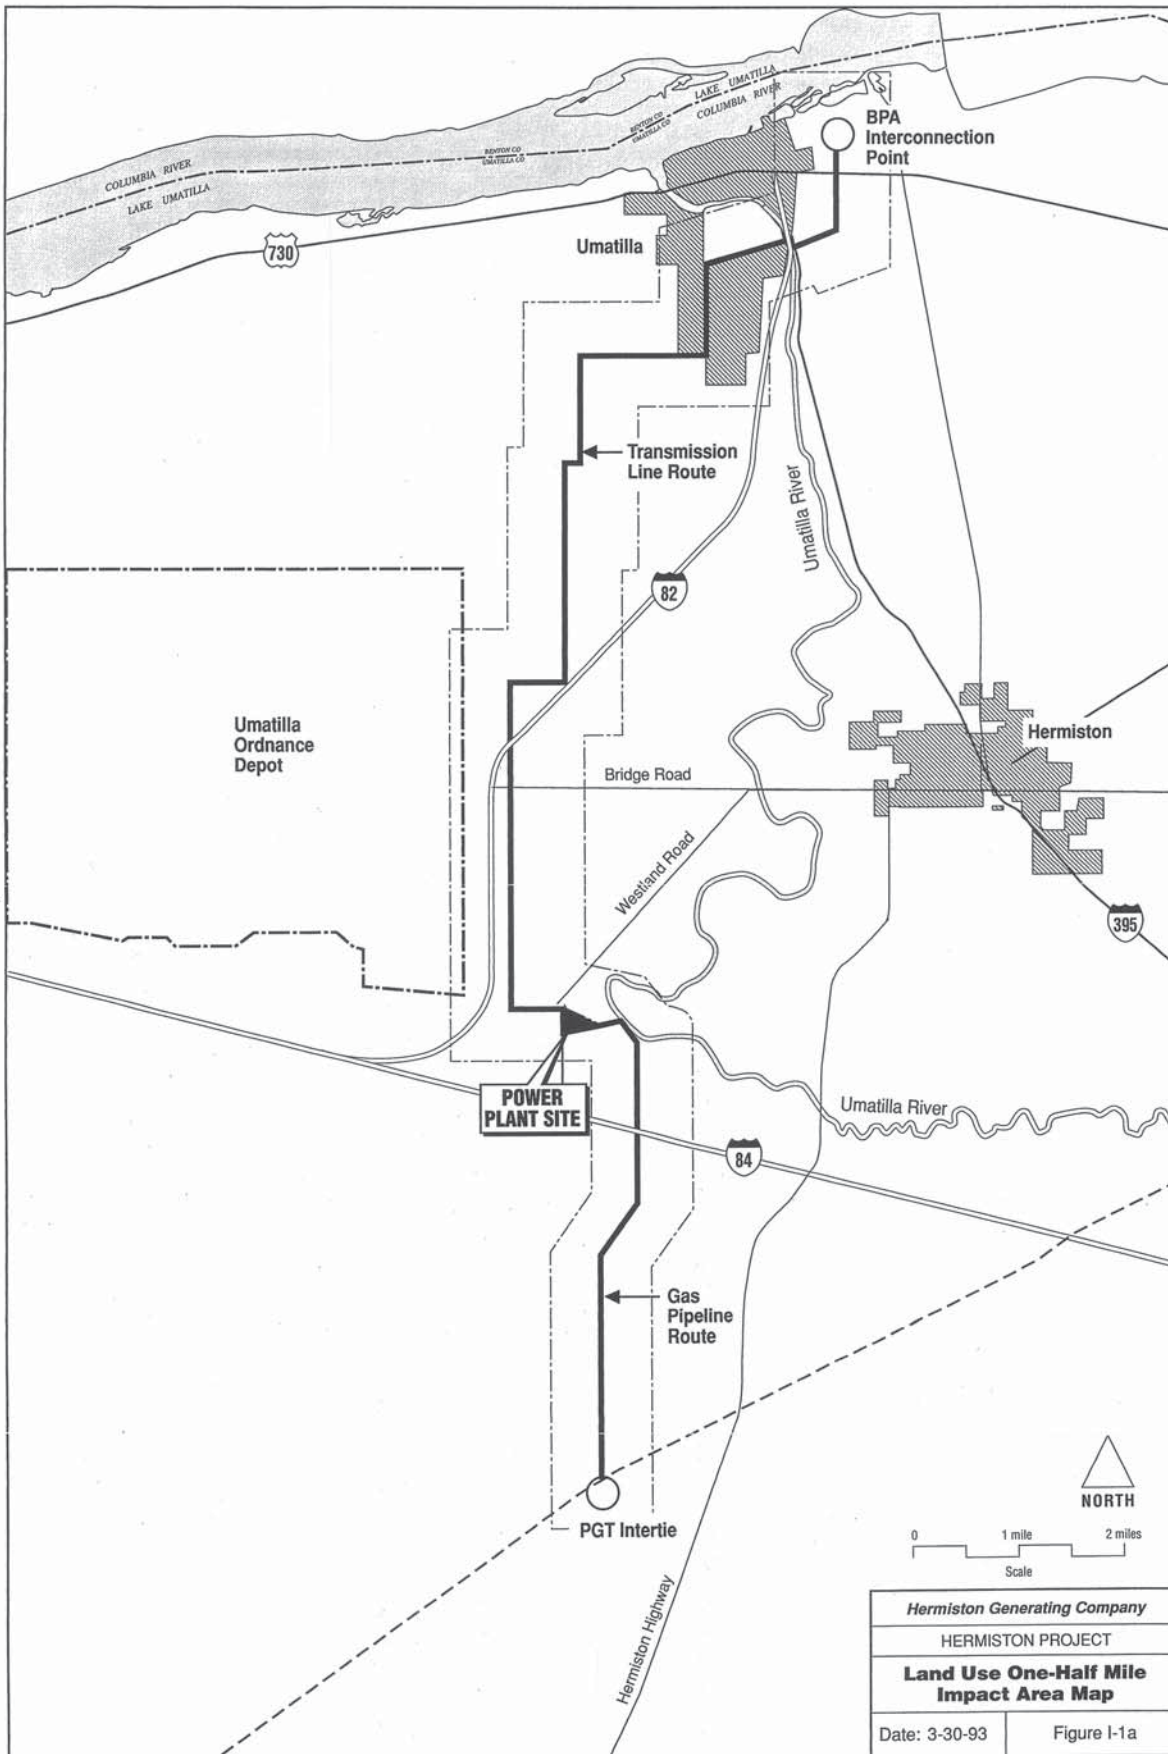 LAKE UMATILLA
COLUMBIA RIVER
BENTON CO
UMATILLA CO
BPA
Interconnection
Point
BENTON CO
UMATILLA CO
COLUMBIA RIVER
LAKE UMATILLA
730
Umatilla
Transmission
Line Route
Umatilla River
82
Umatilla
Ordnance
Depot
Hermiston
Bridge Road
Westland Road
395
POWER
PLANT SITE
Umatilla River
84
Gas
Pipeline
Route
NORTH
PGT Intertie
0 1 mile 2 miles
Scale
Hermiston Highway
Hermiston Generating Company
HERMISTON PROJECT
Land Use One-Half Mile
Impact Area Map
Date: 3-30-93
Figure I-1a